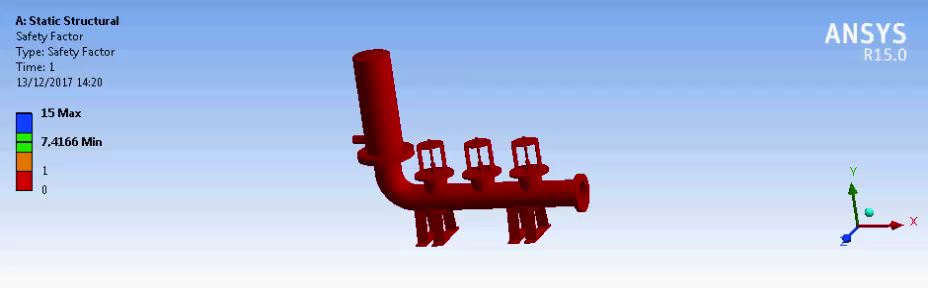 A: Static Structural
Safety Factor
Type: Safety Factor
Time: 1
13/12/2017 14:20
15 Max
7,4166 Min
1
0
ANSYS
R15.0
Y
X
Z